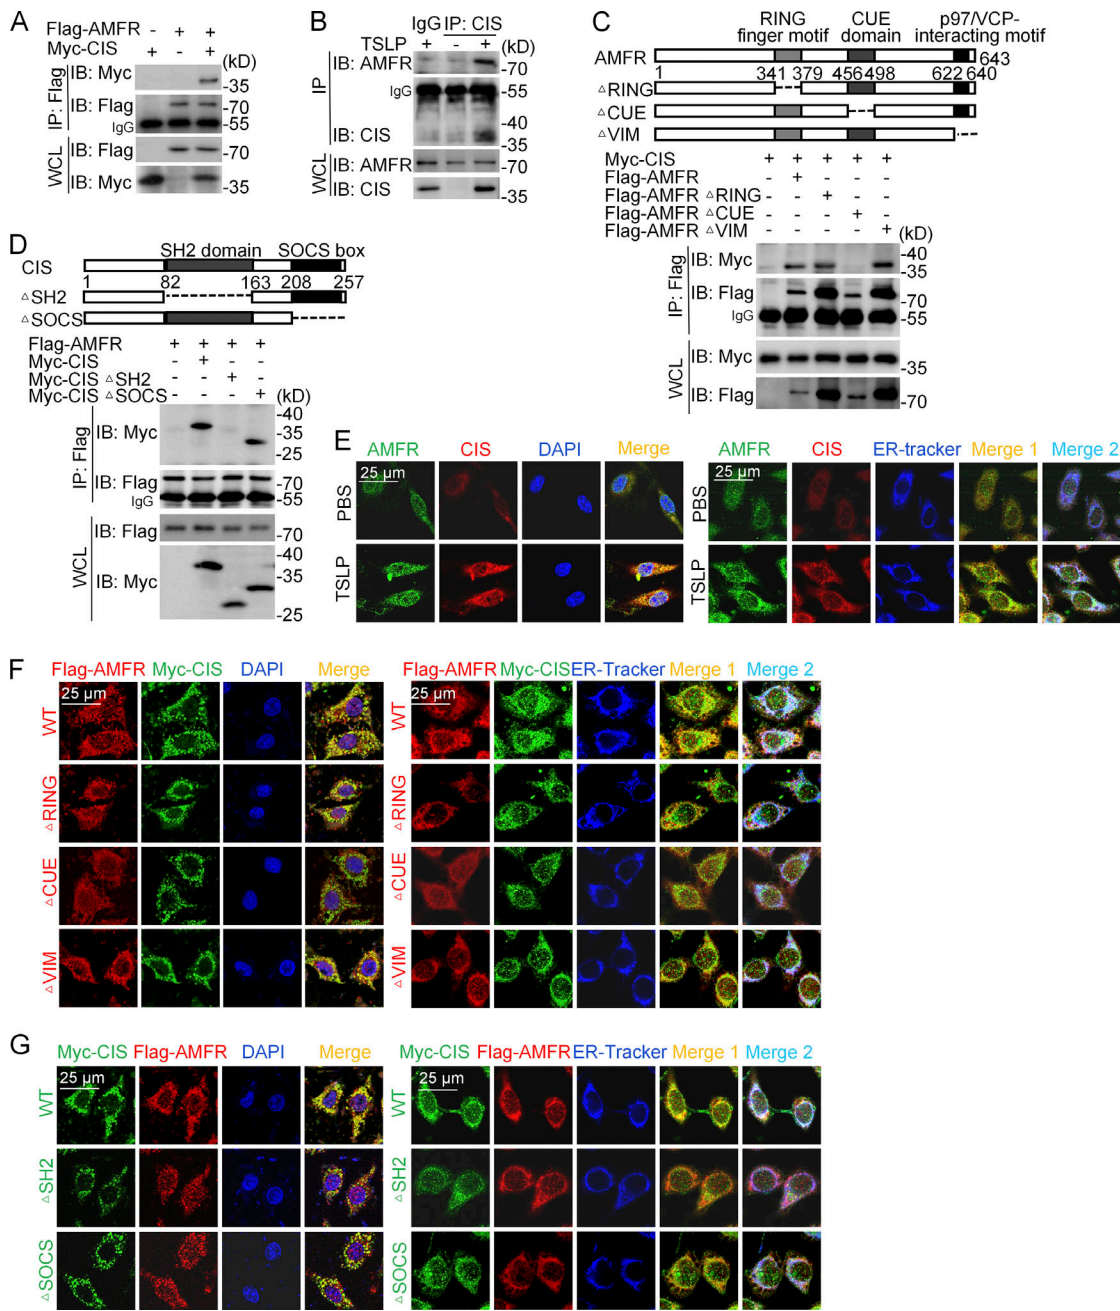 A
Flag-AMFR - + +
Myc-CIS + - +
(kD)
IP: Flag
IB: Myc
-35
IB: Flag
-70
IgG
-55
WCL
IB: Flag
-70
IB: Myc
-35
B
IgG IP: CIS
TSLP + - + (kD)
IP
IB: AMFR
-70
IgG
-55
-40
IB: CIS
-35
WCL
IB: AMFR
-70
IB: CIS
-35
C
RING finger motif
CUE domain
p97/VCP-interacting motif
AMFR
643
1 341 379 456 498 622 640
△RING
△CUE
△VIM
Myc-CIS + + + + +
Flag-AMFR - + - - -
Flag-AMFR △RING - - + - -
Flag-AMFR △CUE - - - + -
Flag-AMFR △VIM - - - - +
(kD)
IP: Flag
IB: Myc
-40
-35
IB: Flag
-70
IgG
-55
WCL
IB: Myc
-35
IB: Flag
-70
D
SH2 domain SOCS box
CIS
1 82 163 208 257
△SH2
△SOCS
Flag-AMFR + + + +
Myc-CIS - + - -
Myc-CIS △SH2 - - + -
Myc-CIS △SOCS - - - +
(kD)
IP: Flag
IB: Myc
-40
-35
-25
IB: Flag
-70
IgG
-55
WCL
IB: Flag
-70
IB: Myc
-40
-35
-25
E
AMFR CIS DAPI Merge
25 µm
PBS
TSLP
AMFR CIS ER-tracker Merge 1 Merge 2
25 µm
PBS
TSLP
F
Flag-AMFR Myc-CIS DAPI Merge
25 µm
WT
△RING
△CUE
△VIM
Flag-AMFR Myc-CIS ER-Tracker Merge 1 Merge 2
25 µm
WT
△RING
△CUE
△VIM
G
Myc-CIS Flag-AMFR DAPI Merge
25 µm
WT
△SH2
△SOCS
Myc-CIS Flag-AMFR ER-Tracker Merge 1 Merge 2
25 µm
WT
△SH2
△SOCS